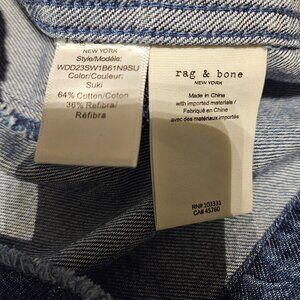 NEW YORK
Style/Modèle:
WDD23SW1B61N9SU
Color/Couleur:
Suki
64% Cotton/Coton
36% Refibra/
Réfibra
rag & bone
NEW YORK
Made in China
with imported materials /
Fabriqué en Chine
avec des matériaux importés
RN# 103331
CA# 45760